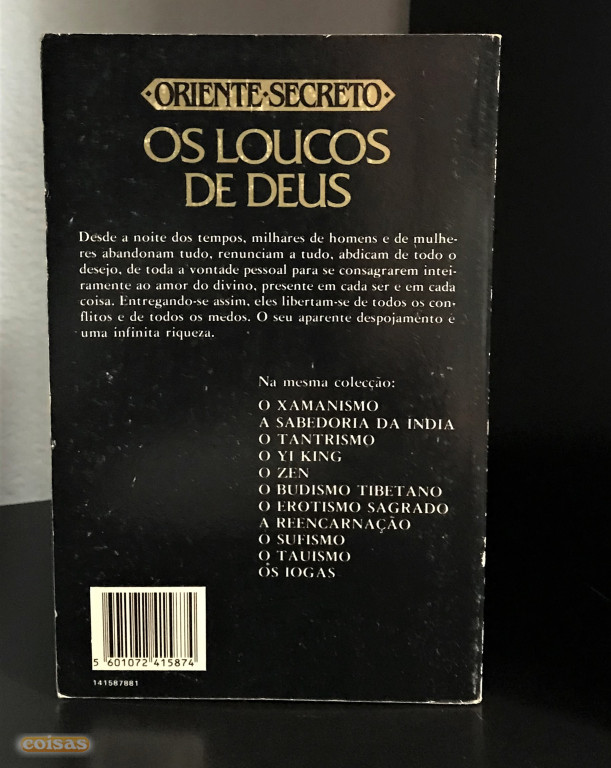 ORIENTE·SECRETO
OS LOUCOS
DE DEUS
Desde a noite dos tempos, milhares de homens e de mulhe-
res abandonam tudo, renunciam a tudo, abdicam de todo o
desejo, de toda a vontade pessoal para se consagrarem intei-
ramente ao amor do divino, presente em cada ser e em cada
coisa. Entregando-se assim, eles libertam-se de todos os con-
flitos e de todos os medos. O seu aparente despojamento é
uma infinita riqueza.
Na mesma colecção:
O XAMANISMO
A SABEDORIA DA ÍNDIA
O TANTRISMO
O YI KING
O ZEN
O BUDISMO TIBETANO
O EROTISMO SAGRADO
A REENCARNAÇÃO
O SUFISMO
O TAUISMO
OS IOGAS
5 601072 415874
141587881
coisas